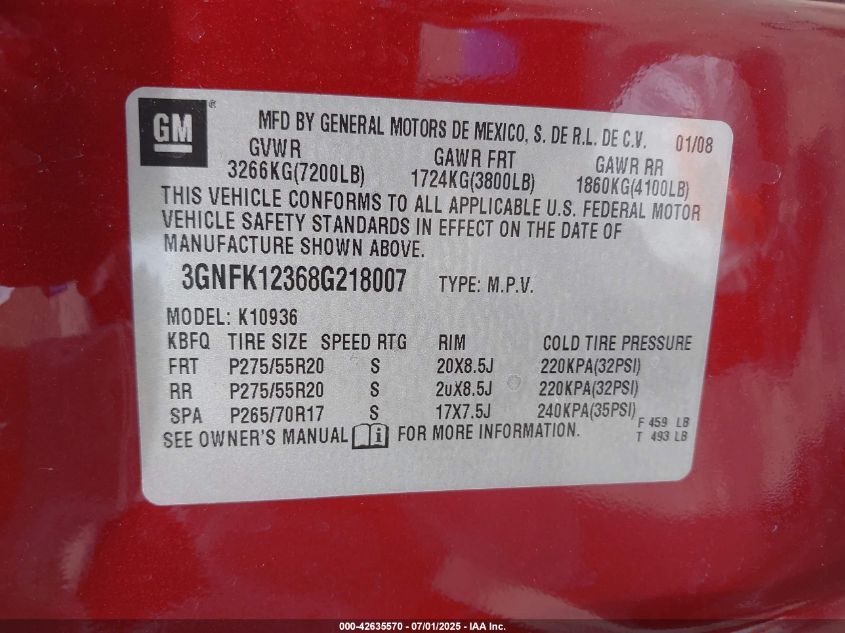 GM ®
MFD BY GENERAL MOTORS DE MEXICO, S. DE R.L. DE C.V. 01/08
GVWR GAWR FRT GAWR RR
3266KG(7200LB) 1724KG(3800LB) 1860KG(4100LB)
THIS VEHICLE CONFORMS TO ALL APPLICABLE U.S. FEDERAL MOTOR
VEHICLE SAFETY STANDARDS IN EFFECT ON THE DATE OF
MANUFACTURE SHOWN ABOVE.
3GNFK12368G218007 TYPE: M.P.V.
MODEL: K10936
KBFQ TIRE SIZE SPEED RTG RIM COLD TIRE PRESSURE
FRT P275/55R20 S 20X8.5J 220KPA(32PSI)
RR P275/55R20 S 20X8.5J 220KPA(32PSI)
SPA P265/70R17 S 17X7.5J 240KPA(35PSI)
F 459 LB
SEE OWNER'S MANUAL i FOR MORE INFORMATION. T 493 LB
000-42635570 - 07/01/2025 - IAA Inc.